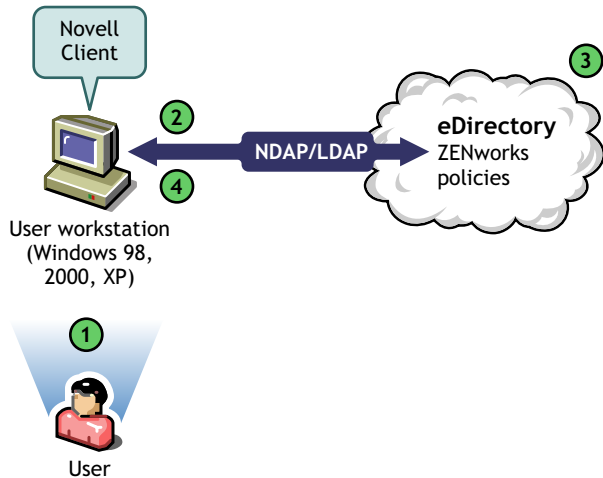 Novell
Client
3
2
eDirectory
ZENworks
policies
NDAP/LDAP
4
User workstation
(Windows 98,
2000, XP)
1
User